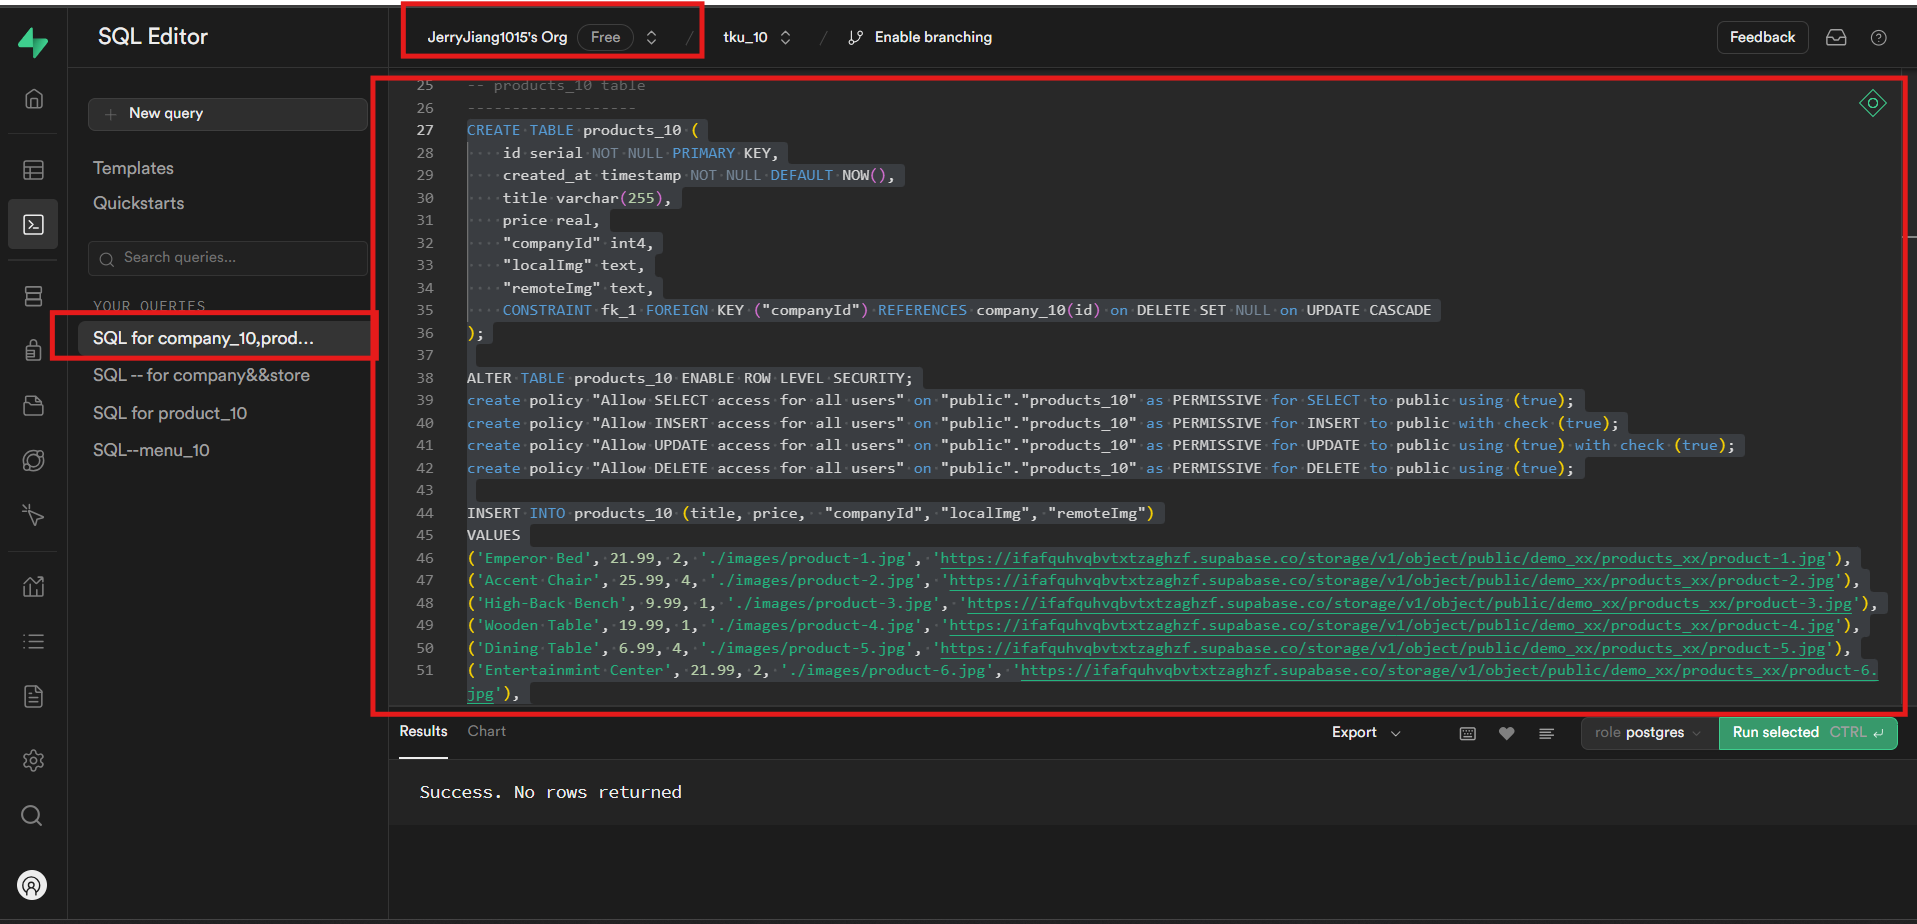 SQL Editor
JerryJiang1015's Org Free / tku_10 / Enable branching
Feedback
New query
Templates
Quickstarts
Search queries...
YOUR QUERIES
SQL for company_10,prod...
SQL -- for company&&store
SQL for product_10
SQL--menu_10
25 -- products_10 table
26 -------------------
27 CREATE TABLE products_10 (
28 id serial NOT NULL PRIMARY KEY,
29 created_at timestamp NOT NULL DEFAULT NOW(),
30 title varchar(255),
31 price real,
32 "companyId" int4,
33 "localImg" text,
34 "remoteImg" text,
35 CONSTRAINT fk_1 FOREIGN KEY ("companyId") REFERENCES company_10(id) on DELETE SET NULL on UPDATE CASCADE
36 );
37
38 ALTER TABLE products_10 ENABLE ROW LEVEL SECURITY;
39 create policy "Allow SELECT access for all users" on "public"."products_10" as PERMISSIVE for SELECT to public using (true);
40 create policy "Allow INSERT access for all users" on "public"."products_10" as PERMISSIVE for INSERT to public with check (true);
41 create policy "Allow UPDATE access for all users" on "public"."products_10" as PERMISSIVE for UPDATE to public using (true) with check (true);
42 create policy "Allow DELETE access for all users" on "public"."products_10" as PERMISSIVE for DELETE to public using (true);
43
44 INSERT INTO products_10 (title, price,  "companyId", "localImg", "remoteImg")
45 VALUES
46 ('Emperor Bed', 21.99, 2, './images/product-1.jpg', 'https://ifafquhvqbvtxtzaghzf.supabase.co/storage/v1/object/public/demo_xx/products_xx/product-1.jpg'),
47 ('Accent Chair', 25.99, 4, './images/product-2.jpg', 'https://ifafquhvqbvtxtzaghzf.supabase.co/storage/v1/object/public/demo_xx/products_xx/product-2.jpg'),
48 ('High-Back Bench', 9.99, 1, './images/product-3.jpg', 'https://ifafquhvqbvtxtzaghzf.supabase.co/storage/v1/object/public/demo_xx/products_xx/product-3.jpg'),
49 ('Wooden Table', 19.99, 1, './images/product-4.jpg', 'https://ifafquhvqbvtxtzaghzf.supabase.co/storage/v1/object/public/demo_xx/products_xx/product-4.jpg'),
50 ('Dining Table', 6.99, 4, './images/product-5.jpg', 'https://ifafquhvqbvtxtzaghzf.supabase.co/storage/v1/object/public/demo_xx/products_xx/product-5.jpg'),
51 ('Entertainmint Center', 21.99, 2, './images/product-6.jpg', 'https://ifafquhvqbvtxtzaghzf.supabase.co/storage/v1/object/public/demo_xx/products_xx/product-6.
jpg'),
Results Chart
Export
role postgres
Run selected CTRL
Success. No rows returned